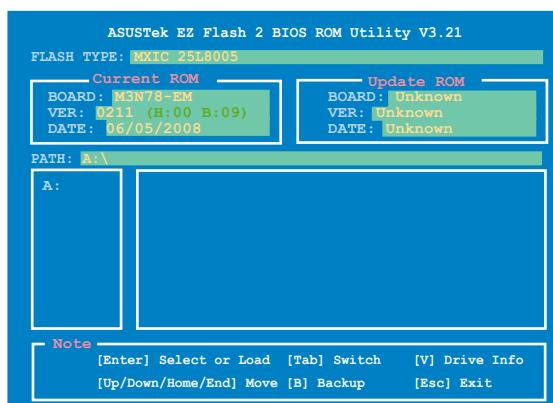 ASUSTek EZ Flash 2 BIOS ROM Utility V3.21
FLASH TYPE: MXIC 25L8005
Current ROM
BOARD: M3N78-EM
VER: 0211 (H:00 B:09)
DATE: 06/05/2008
Update ROM
BOARD: Unknown
VER: Unknown
DATE: Unknown
PATH: A:\
A:
Note
[Enter] Select or Load [Tab] Switch [V] Drive Info
[Up/Down/Home/End] Move [B] Backup [Esc] Exit